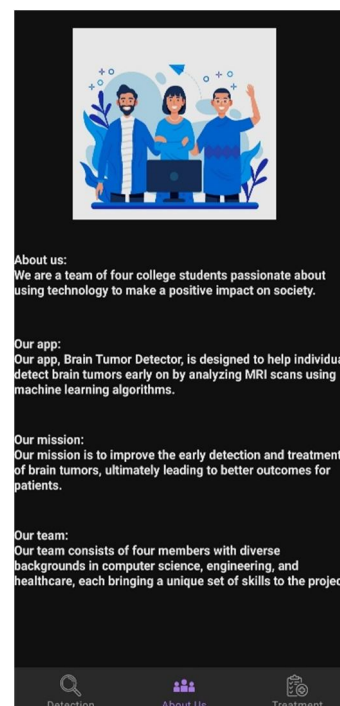 About us:
We are a team of four college students passionate about
using technology to make a positive impact on society.
Our app:
Our app, Brain Tumor Detector, is designed to help individua
detect brain tumors early on by analyzing MRI scans using
machine learning algorithms.
Our mission:
Our mission is to improve the early detection and treatment
of brain tumors, ultimately leading to better outcomes for
patients.
Our team:
Our team consists of four members with diverse
backgrounds in computer science, engineering, and
healthcare, each bringing a unique set of skills to the projec
Detection About Us Treatment